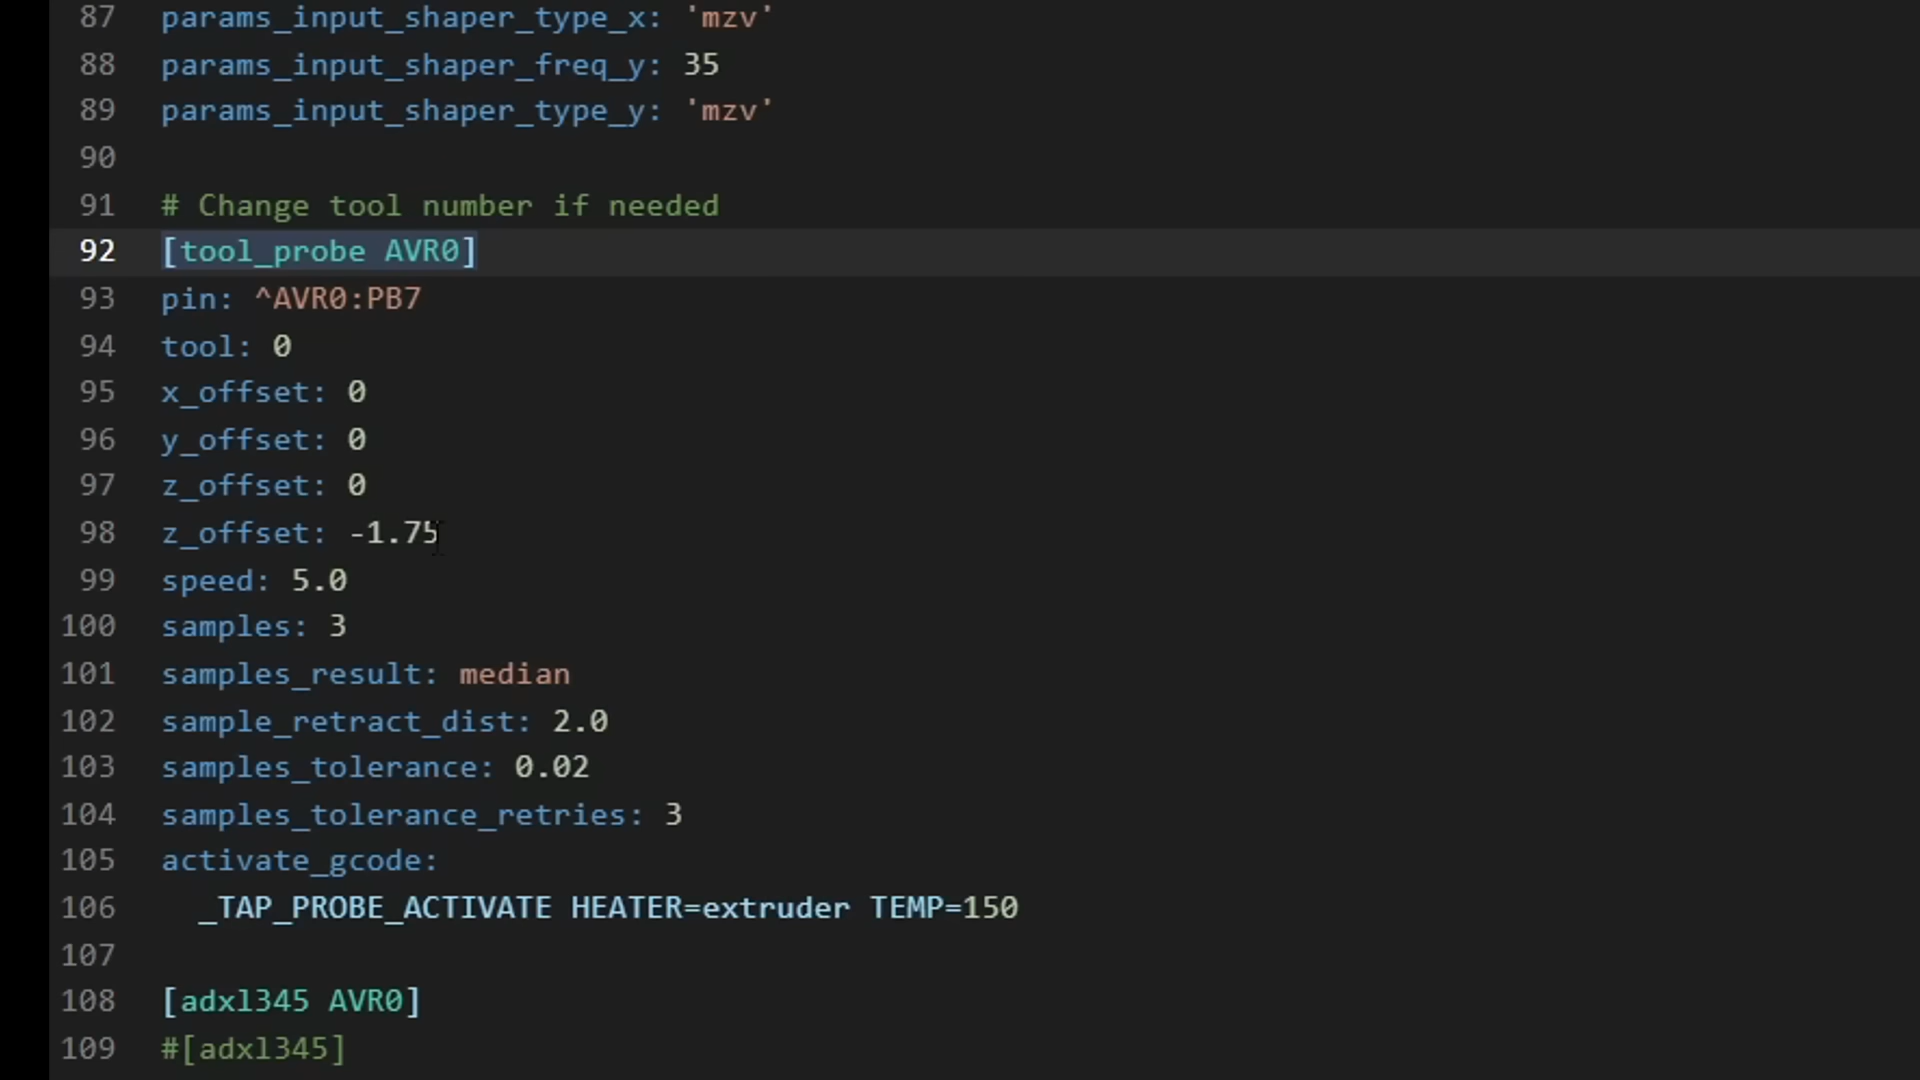 87 params_input_shaper_type_x: 'mzv'
88 params_input_shaper_freq_y: 35
89 params_input_shaper_type_y: 'mzv'
90
91 # Change tool number if needed
92 [tool_probe AVR0]
93 pin: ^AVR0:PB7
94 tool: 0
95 x_offset: 0
96 y_offset: 0
97 z_offset: 0
98 z_offset: -1.75
99 speed: 5.0
100 samples: 3
101 samples_result: median
102 sample_retract_dist: 2.0
103 samples_tolerance: 0.02
104 samples_tolerance_retries: 3
105 activate_gcode:
106 _TAP_PROBE_ACTIVATE HEATER=extruder TEMP=150
107
108 [adxl345 AVR0]
109 #[adxl345]